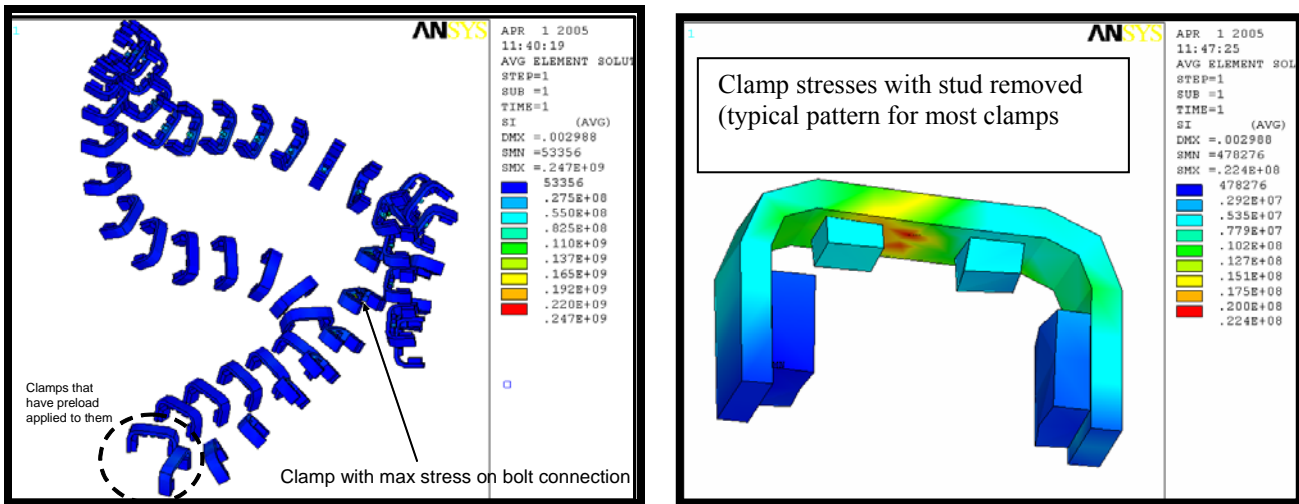 1
ANSYS
APR 1 2005
11:40:19
AVG ELEMENT SOLUT
STEP=1
SUB =1
TIME=1
SI (AVG)
DMX =.002988
SMN =53356
SMX =.247E+09
53356
.275E+08
.550E+08
.825E+08
.110E+09
.137E+09
.165E+09
.192E+09
.220E+09
.247E+09
Clamps that
have preload
applied to them
Clamp with max stress on bolt connection
1
ANSYS
Clamp stresses with stud removed
(typical pattern for most clamps
APR 1 2005
11:47:25
AVG ELEMENT SOL
STEP=1
SUB =1
TIME=1
SI (AVG)
DMX =.002988
SMN =478276
SMX =.224E+08
478276
.292E+07
.535E+07
.779E+07
.102E+08
.127E+08
.151E+08
.175E+08
.200E+08
.224E+08